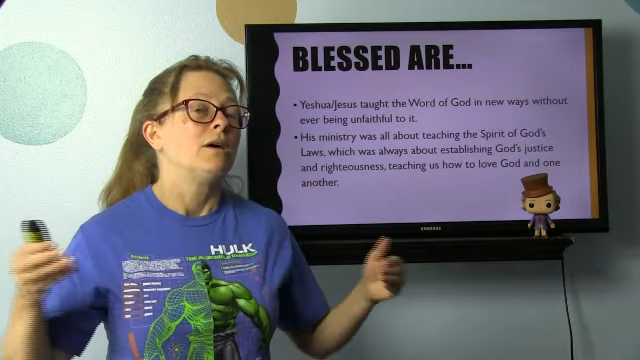 BLESSED ARE...
• Yeshua/Jesus taught the Word of God in new ways without
ever being unfaithful to it.
• His ministry was all about teaching the Spirit of God's
Laws, which was always about establishing God's justice
and righteousness, teaching us how to love God and one
another.
SAMSUNG
HULK